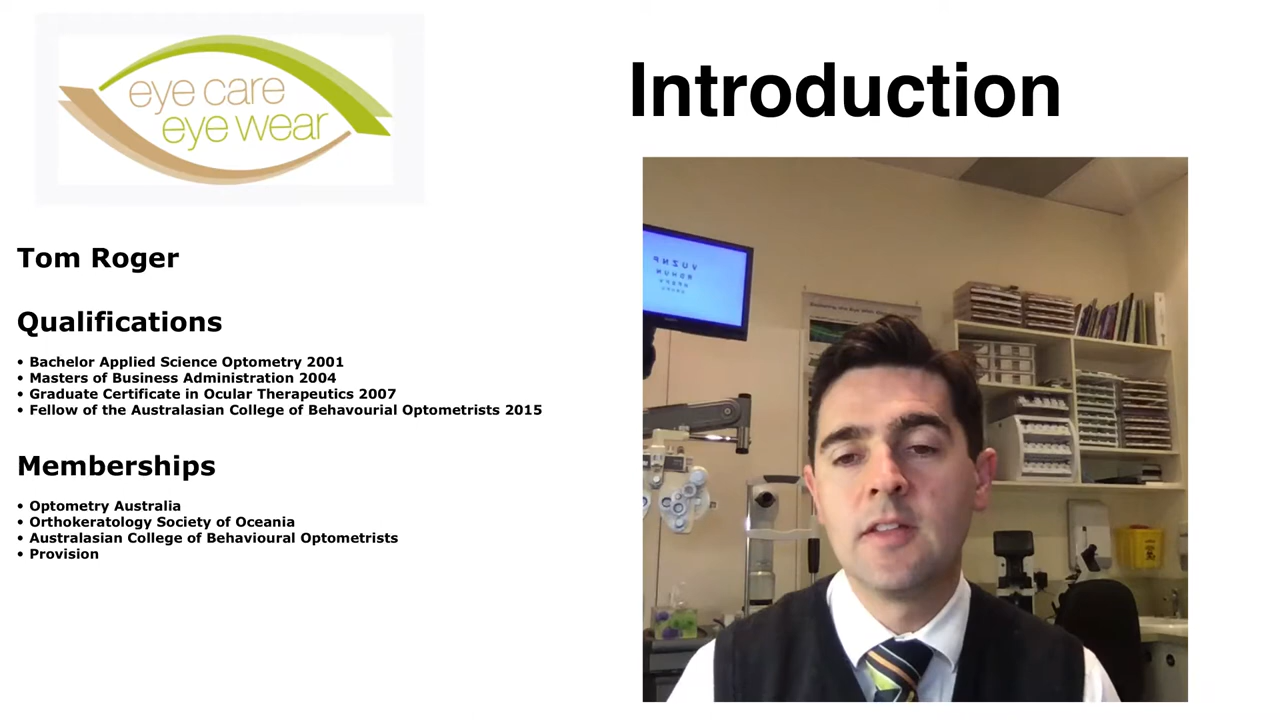 eye care
eye wear
Introduction
Tom Roger
Qualifications
• Bachelor Applied Science Optometry 2001
• Masters of Business Administration 2004
• Graduate Certificate in Ocular Therapeutics 2007
• Fellow of the Australasian College of Behavourial Optometrists 2015
Memberships
• Optometry Australia
• Orthokeratology Society of Oceania
• Australasian College of Behavioural Optometrists
• Provision